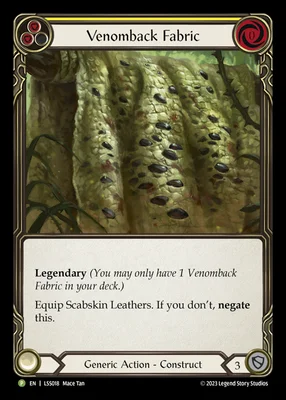 Venomback Fabric
0
Legendary (You may only have 1 Venomback
Fabric in your deck.)
Equip Scabskin Leathers. If you don't, negate
this.
Generic Action - Construct
3
P EN | LSS018 Mace Tan
© 2023 Legend Story Studios